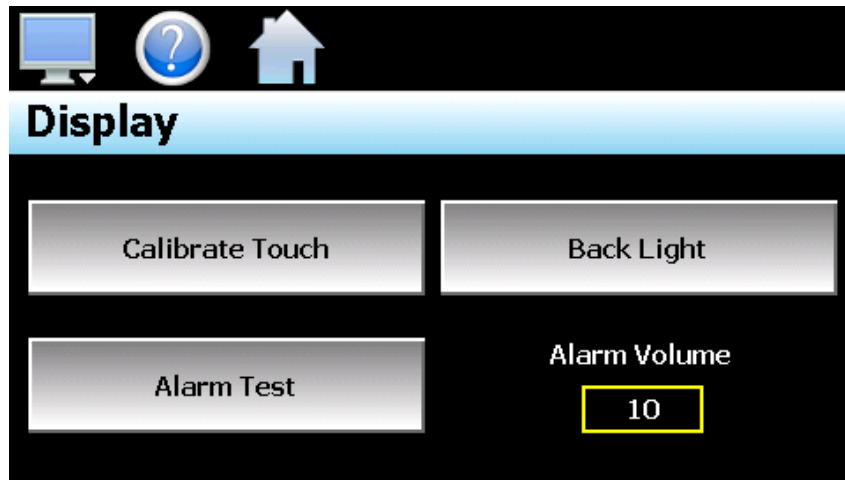 ?
Display
Calibrate Touch
Back Light
Alarm Test
Alarm Volume
10